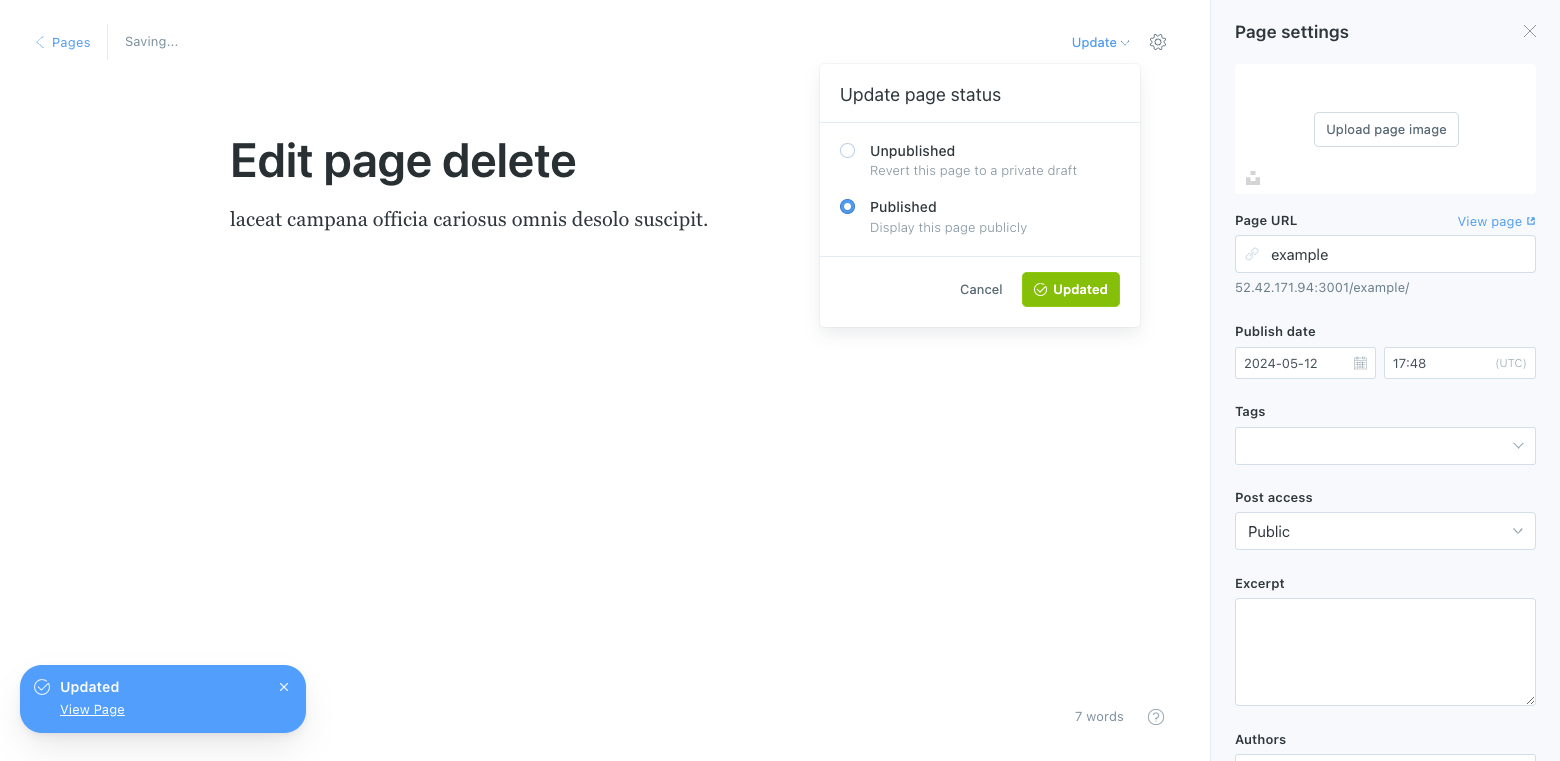 Pages
Saving...
Update
Update page status
Unpublished
Revert this page to a private draft
Published
Display this page publicly
Cancel
Updated
Edit page delete
laceat campana officia cariosus omnis desolo suscipit.
Updated
View Page
7 words
?
Page settings
Upload page image
Page URL
View page
example
52.42.171.94:3001/example/
Publish date
2024-05-12
17:48
(UTC)
Tags
Post access
Public
Excerpt
Authors